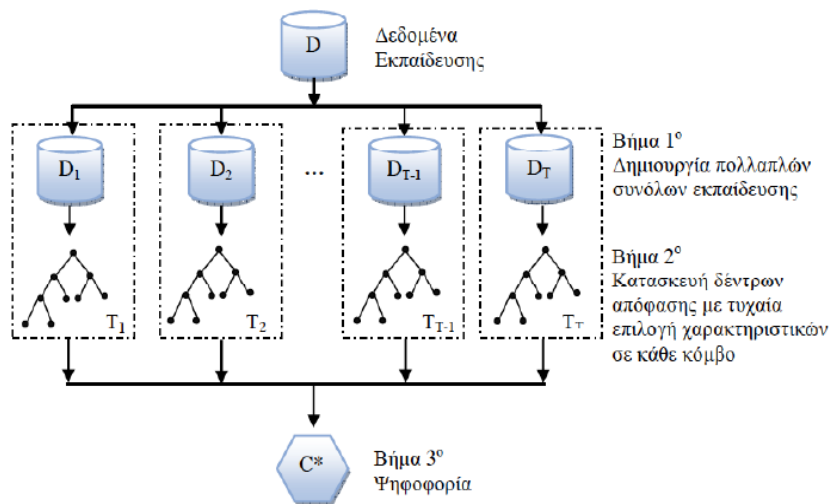 D
Δεδομένα
Εκπαίδευσης
D1
D2
...
DT-1
DT
Βήμα 1ο
Δημιουργία πολλαπλών
συνόλων εκπαίδευσης
T1
T2
TT-1
TT
Βήμα 2ο
Κατασκευή δέντρων
απόφασης με τυχαία
επιλογή χαρακτηριστικών
σε κάθε κόμβο
C*
Βήμα 3ο
Ψηφοφορία